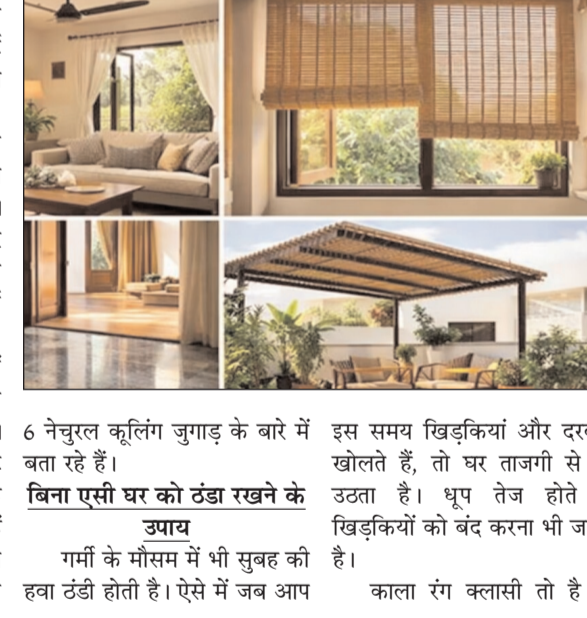 6 नेचुरल कूलिंग जुगाड़ के बारे में
बता रहे हैं।
बिना एसी घर को ठंडा रखने के
उपाय
गर्मी के मौसम में भी सुबह की
हवा ठंडी होती है। ऐसे में जब आप
इस समय खिड़कियां और
खोलते हैं, तो घर ताजगी से
उठता है। धूप तेज होते
खिड़कियों को बंद करना भी
है।
काला रंग क्लासी तो है